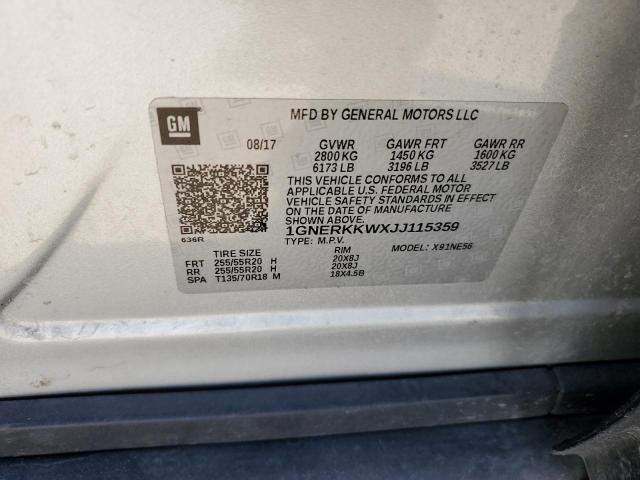 GM
MFD BY GENERAL MOTORS LLC
08/17 GVWR GAWR FRT GAWR RR
2800 KG 1450 KG 1600 KG
6173 LB 3196 LB 3527 LB
THIS VEHICLE CONFORMS TO ALL
APPLICABLE U.S. FEDERAL MOTOR
VEHICLE SAFETY STANDARDS IN EFFECT
ON THE DATE OF MANUFACTURE
SHOWN ABOVE.
1GNERKKWXJJ115359
636R
TYPE: M.P.V. MODEL: X91NE56
TIRE SIZE RIM
FRT 255/55R20 H 20X8J
RR 255/55R20 H 20X8J
SPA T135/70R18 M 18X4.5B